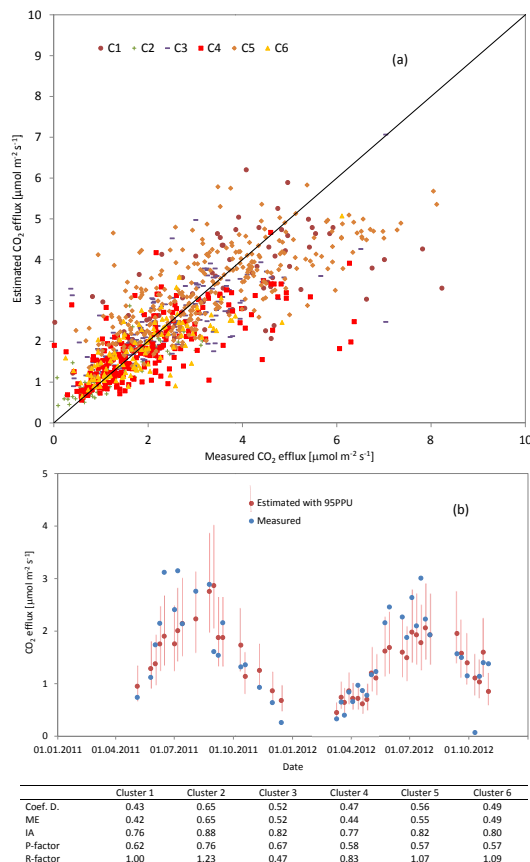 10
9
8
7
6
5
4
3
2
1
0
C1 C2 C3 C4 C5 C6
(a)
Estimated CO₂ efflux [µmol m⁻² s⁻¹]
0 2 4 6 8 10
Measured CO₂ efflux [µmol m⁻² s⁻¹]
5
4
3
2
1
0
Estimated with 95PPU
Measured
(b)
CO₂ efflux [µmol m⁻² s⁻¹]
01.01.2011 01.04.2011 01.07.2011 01.10.2011 01.01.2012 01.04.2012 01.07.2012 01.10.2012
Date
Cluster 1 Cluster 2 Cluster 3 Cluster 4 Cluster 5 Cluster 6
Coef. D. 0.43 0.65 0.52 0.47 0.56 0.49
ME 0.42 0.65 0.52 0.44 0.55 0.49
IA 0.76 0.88 0.82 0.77 0.82 0.80
P-factor 0.62 0.76 0.67 0.58 0.57 0.57
R-factor 1.00 1.23 0.47 0.83 1.07 1.09